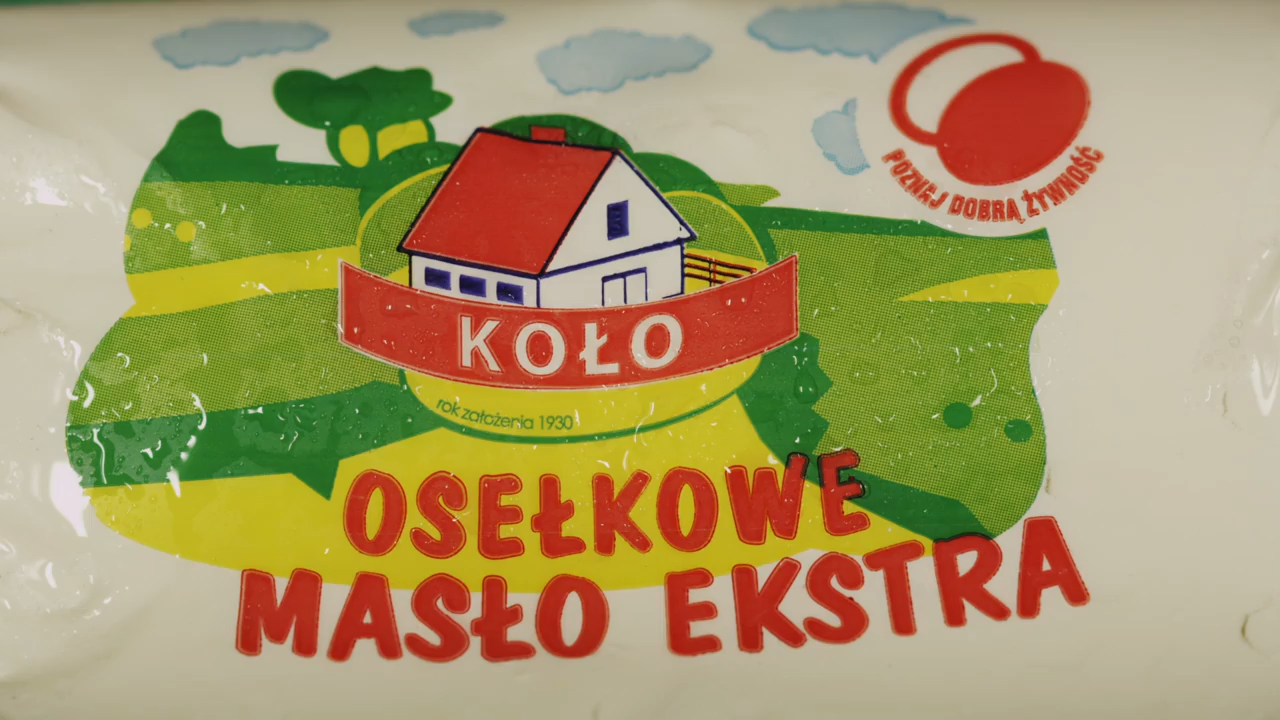 POZNAJ DOBRĄ ŻYWNOŚĆ
KOŁO
rok założenia 1930
OSEŁKOWE
MASŁO EKSTRA